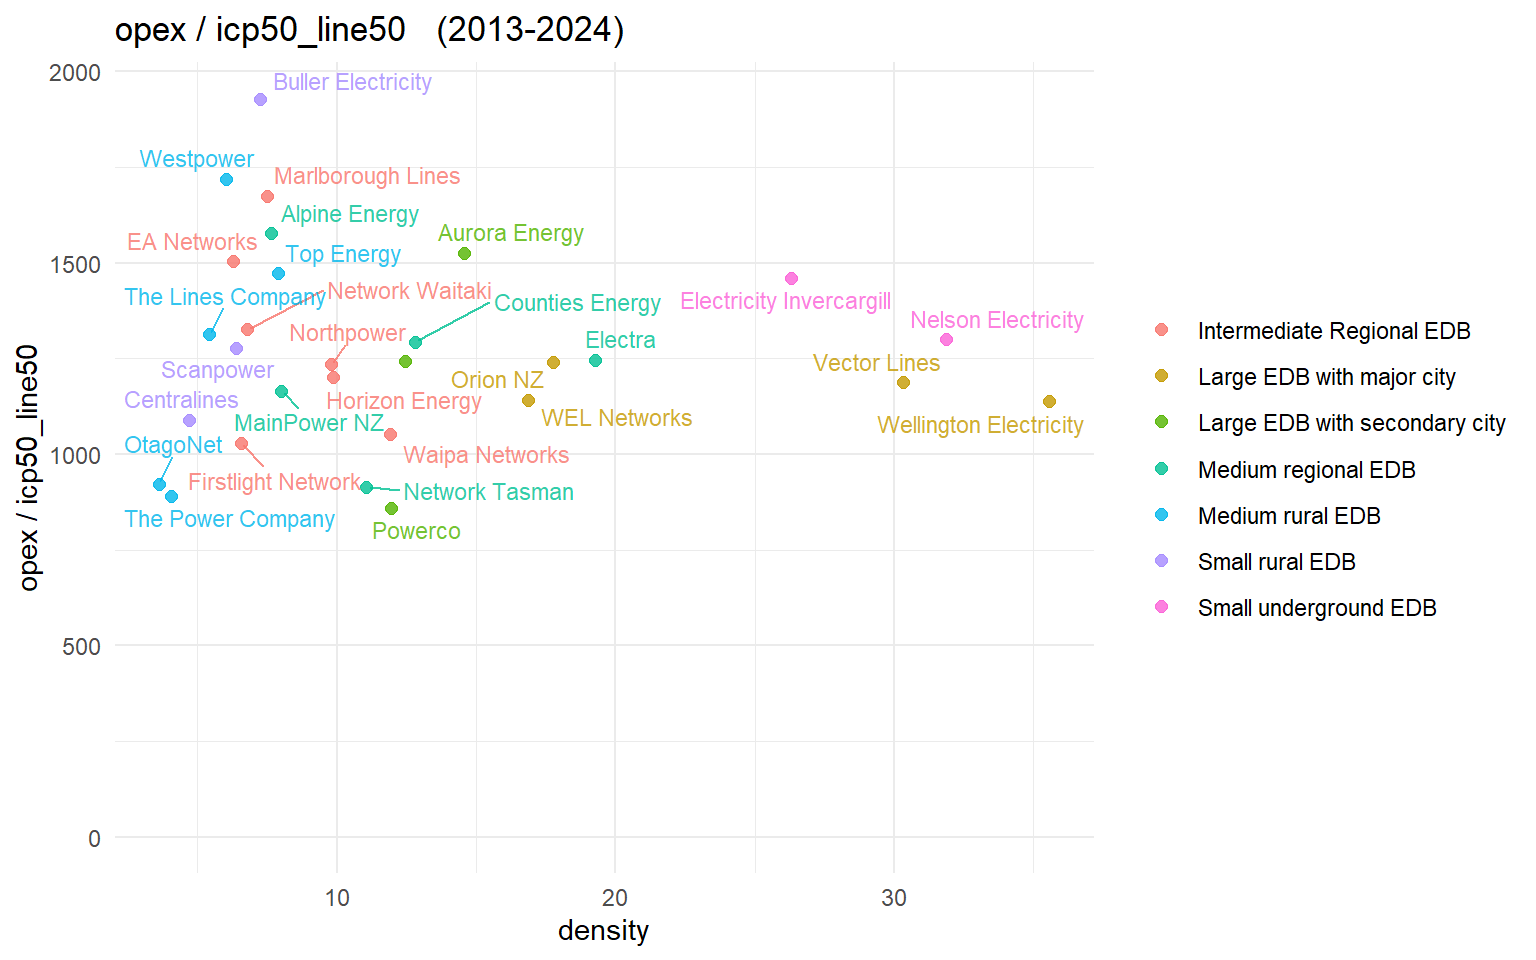 opex / icp50_line50   (2013-2024)
opex / icp50_line50
2000
1500
1000
500
0
Buller Electricity
Westpower
Marlborough Lines
Alpine Energy
EA Networks
Aurora Energy
Top Energy
The Lines Company
Network Waitaki
Counties Energy
Electricity Invercargill
Nelson Electricity
Northpower
Electra
Scanpower
Orion NZ
Vector Lines
Centralines
Horizon Energy
MainPower NZ
WEL Networks
Wellington Electricity
OtagoNet
Waipa Networks
Firstlight Network
Network Tasman
The Power Company
Powerco
10
20
30
density
Intermediate Regional EDB
Large EDB with major city
Large EDB with secondary city
Medium regional EDB
Medium rural EDB
Small rural EDB
Small underground EDB